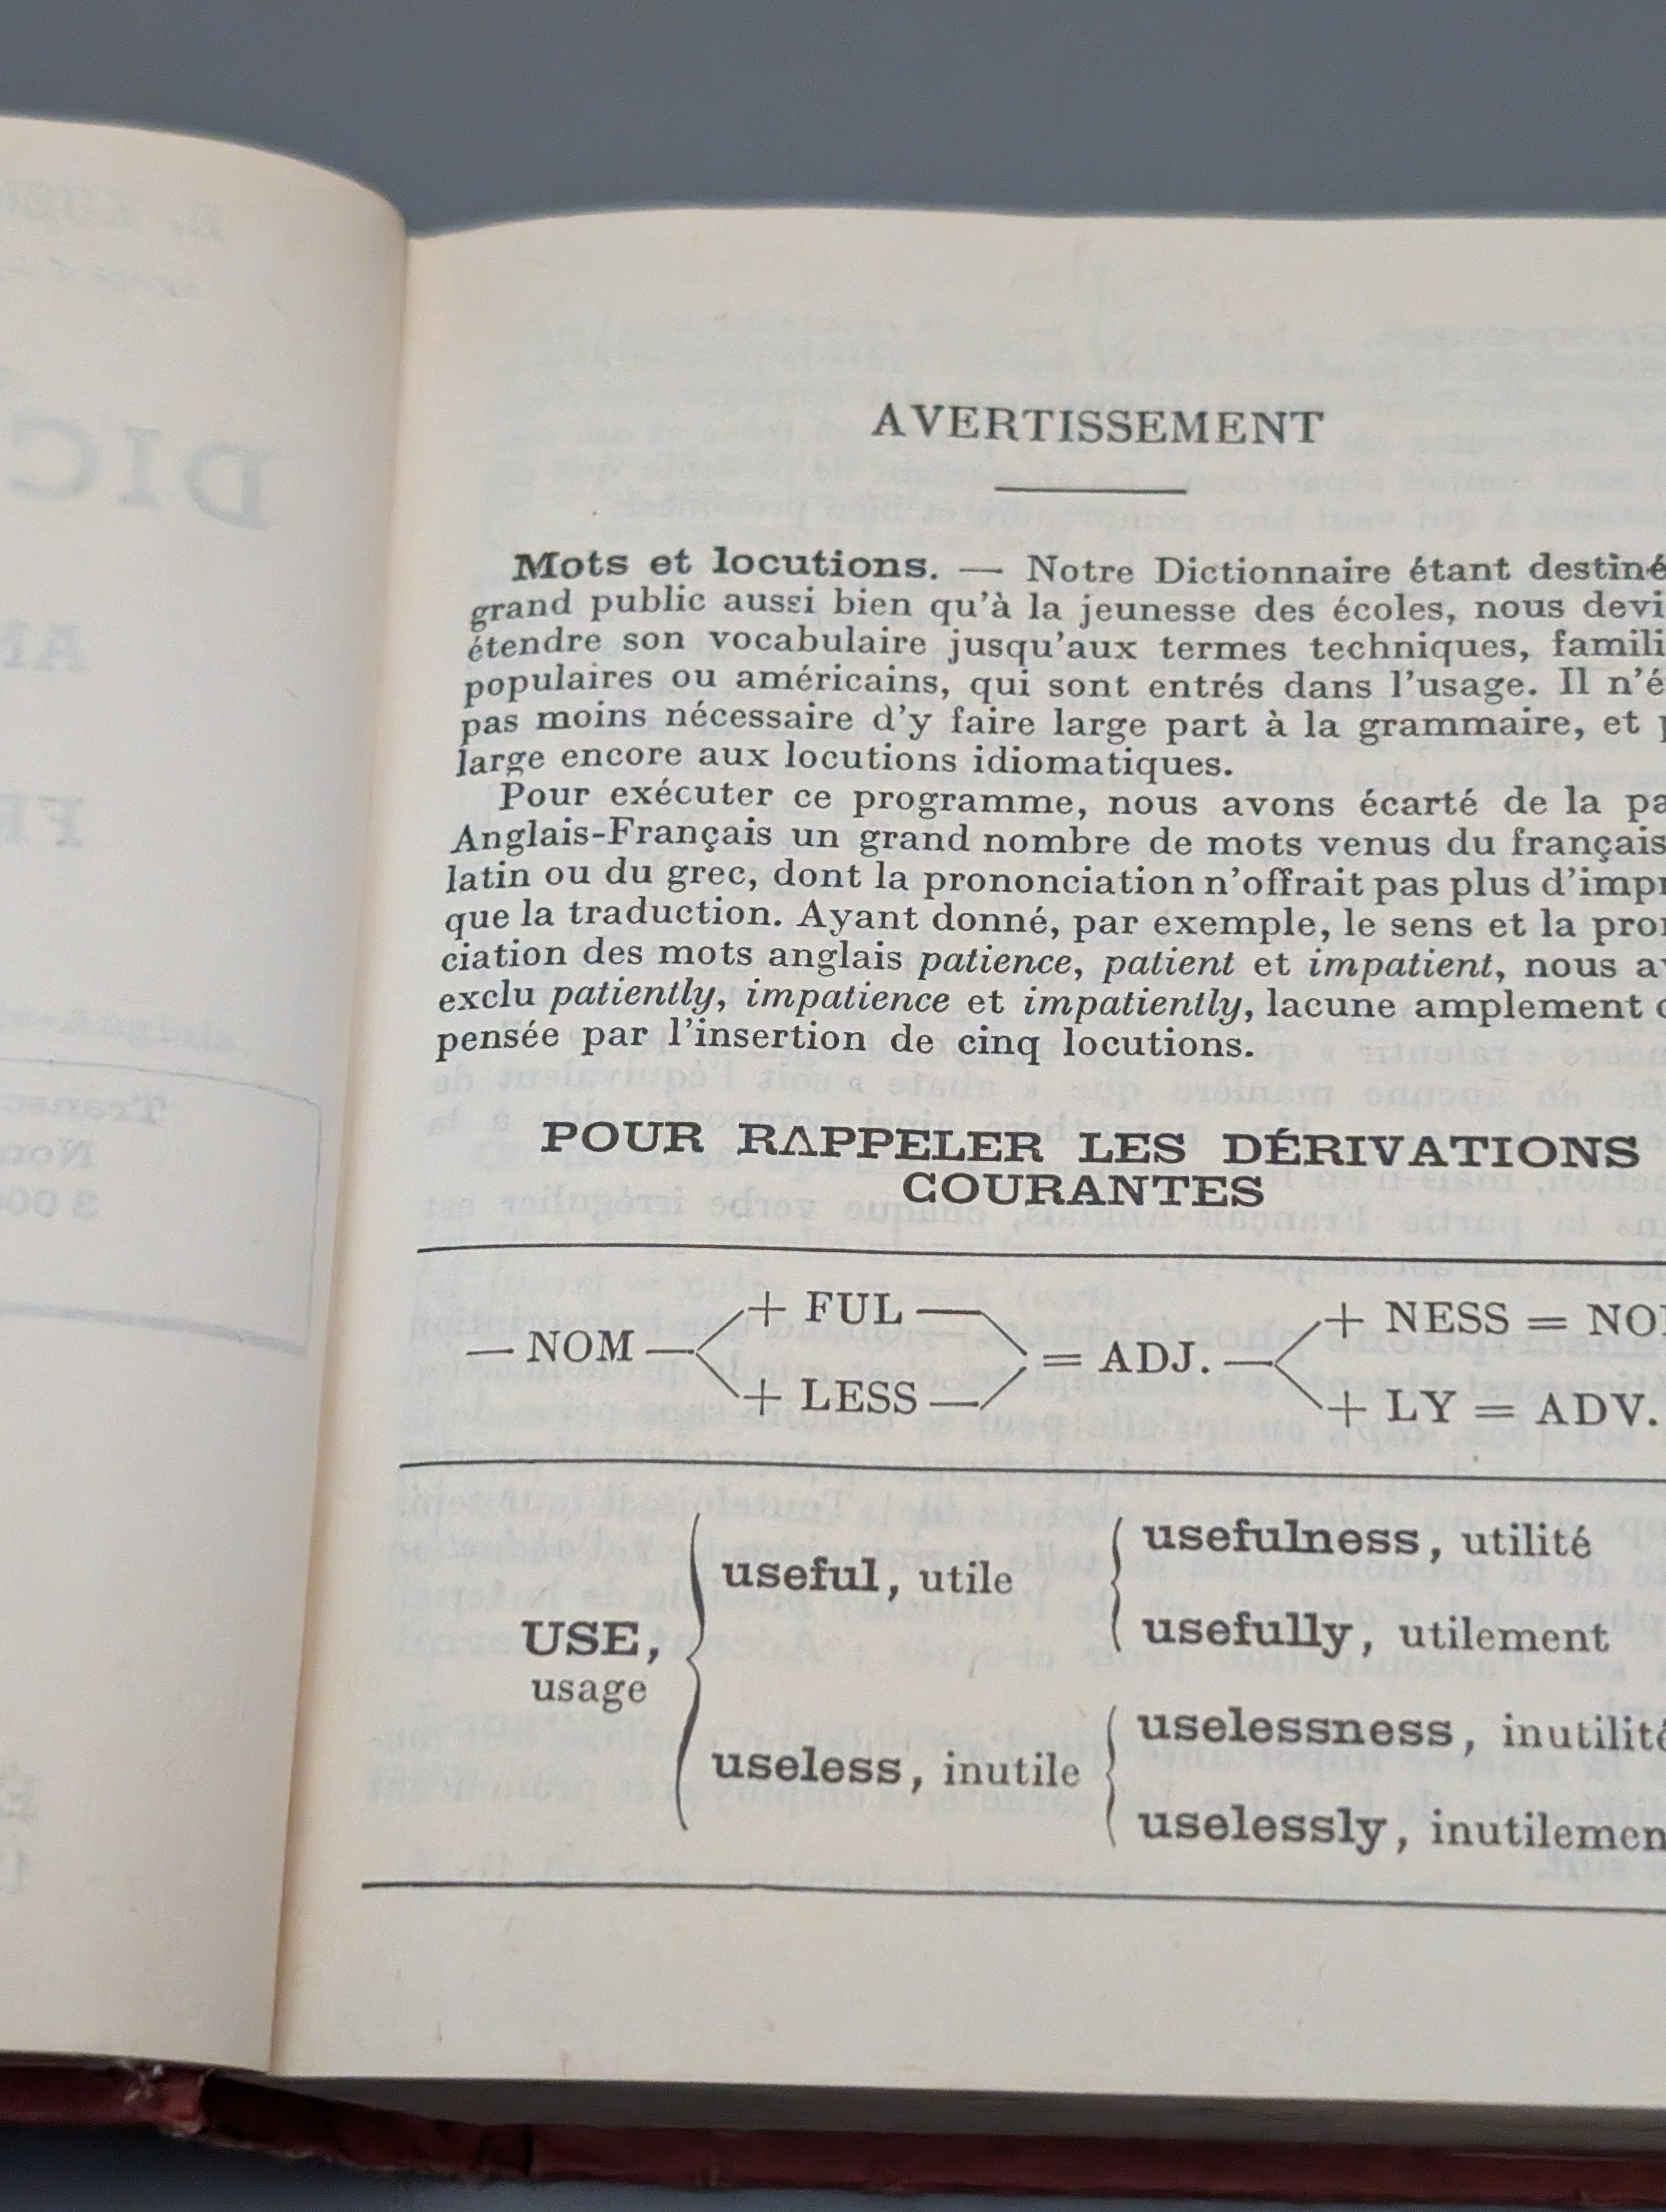 AVERTISSEMENT
Mots et locutions. — Notre Dictionnaire étant destiné
grand public aussi bien qu'à la jeunesse des écoles, nous devi
étendre son vocabulaire jusqu'aux termes techniques, famili
populaires ou américains, qui sont entrés dans l'usage. Il n'é
pas moins nécessaire d'y faire large part à la grammaire, et p
large encore aux locutions idiomatiques.
Pour exécuter ce programme, nous avons écarté de la pa
Anglais-Français un grand nombre de mots venus du français
latin ou du grec, dont la prononciation n'offrait pas plus d'impr
que la traduction. Ayant donné, par exemple, le sens et la pron
ciation des mots anglais patience, patient et impatient, nous av
exclu patiently, impatience et impatiently, lacune amplement c
pensée par l'insertion de cinq locutions.
POUR RAPPELER LES DÉRIVATIONS
COURANTES
+ FUL + NESS = NO
— NOM = ADJ.
+ LESS + LY = ADV.
usefulness, utilité
useful, utile
usefully, utilement
USE,
usage
uselessness, inutilité
useless, inutile
uselessly, inutilemen